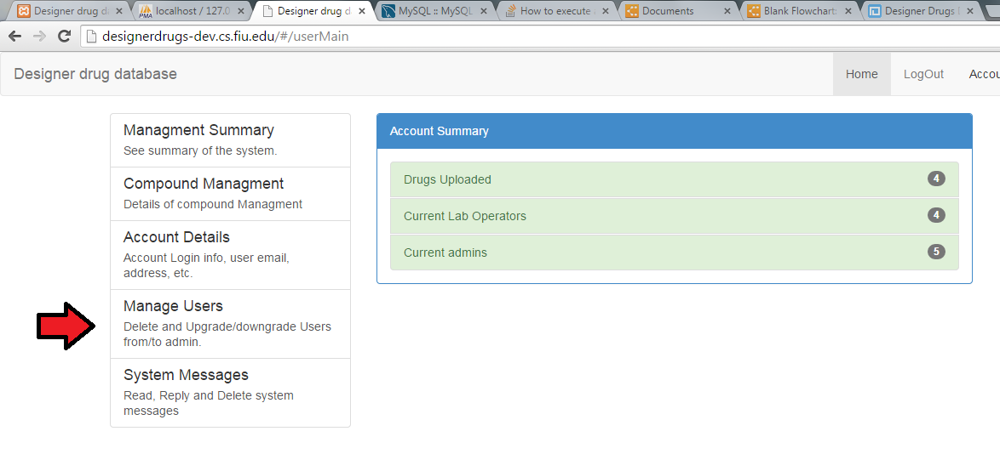 Designer drug d
localhost / 127.0
Designer drug d
MySQL :: MySQL
How to execute
Documents
Blank Flowchart
Designer Drugs
designerdrugs-dev.cs.fiu.edu/#/userMain
Designer drug database
Home
LogOut
Accou
Managment Summary
See summary of the system.
Compound Managment
Details of compound Managment
Account Details
Account Login info, user email,
address, etc.
Manage Users
Delete and Upgrade/downgrade Users
from/to admin.
System Messages
Read, Reply and Delete system
messages
Account Summary
Drugs Uploaded 4
Current Lab Operators 4
Current admins 5